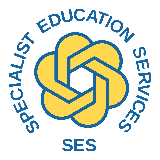 SPECIALIST EDUCATION SERVICES
SES